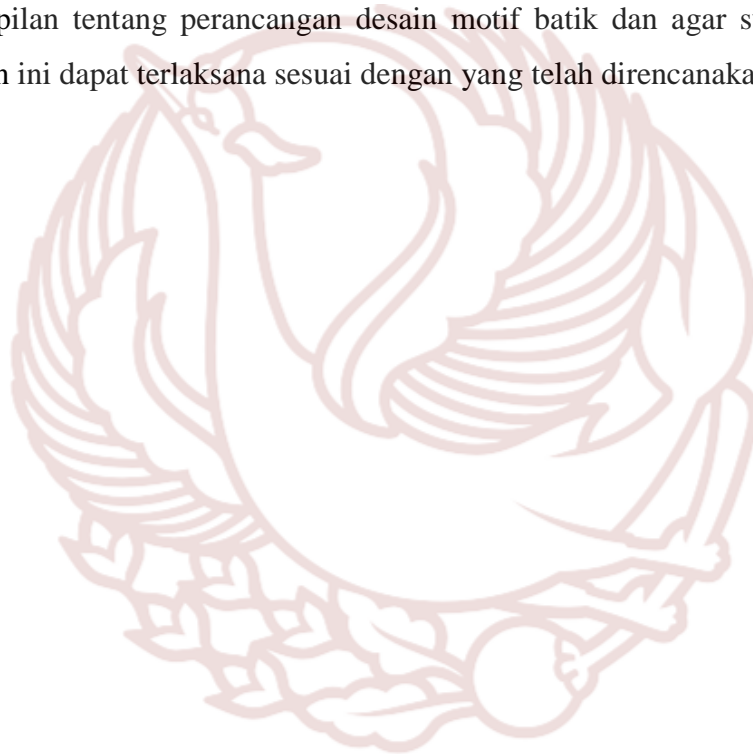 pilan tentang perancangan desain motif batik dan agar s
ini dapat terlaksana sesuai dengan yang telah direncanaka